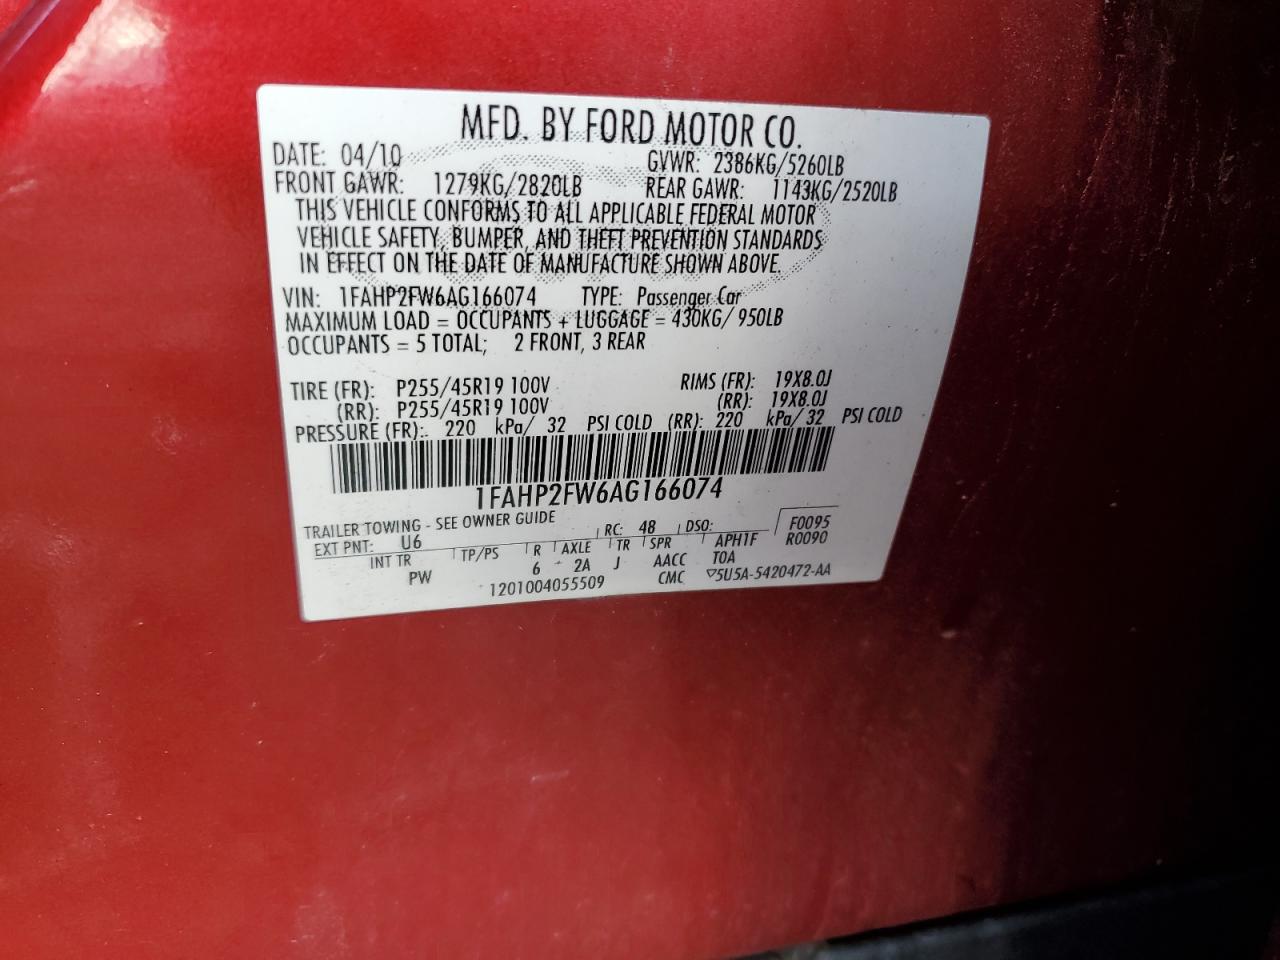 MFD. BY FORD MOTOR CO.
DATE: 04/10 GVWR: 2386KG/5260LB
FRONT GAWR: 1279KG/2820LB REAR GAWR: 1143KG/2520LB
THIS VEHICLE CONFORMS TO ALL APPLICABLE FEDERAL MOTOR
VEHICLE SAFETY, BUMPER, AND THEFT PREVENTION STANDARDS
IN EFFECT ON THE DATE OF MANUFACTURE SHOWN ABOVE.
VIN: 1FAHP2FW6AG166074 TYPE: Passenger Car
MAXIMUM LOAD = OCCUPANTS + LUGGAGE = 430KG/ 950LB
OCCUPANTS = 5 TOTAL; 2 FRONT, 3 REAR
TIRE (FR): P255/45R19 100V RIMS (FR): 19X8.0J
(RR): P255/45R19 100V (RR): 19X8.0J
PRESSURE (FR): 220 kPa/ 32 PSI COLD (RR): 220 kPa/ 32 PSI COLD
1FAHP2FW6AG166074
TRAILER TOWING - SEE OWNER GUIDE
EXT PNT: U6 RC: 48 DSO: F0095
R0090
INT TR TP/PS R AXLE TR SPR APH1F
PW 6 2A J AACC TOA
1201004055509 CMC ▽5U5A-5420472-AA